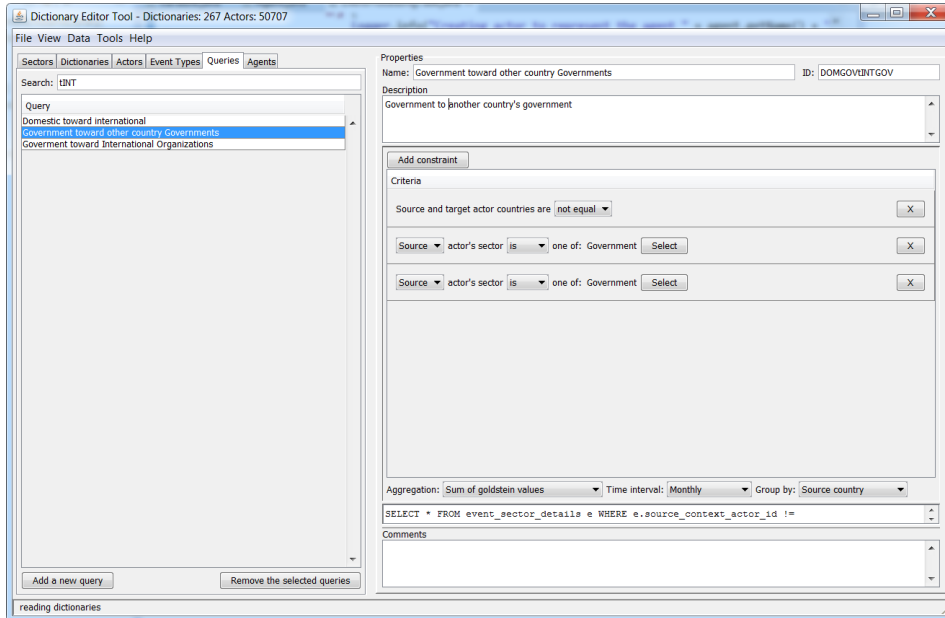 Dictionary Editor Tool - Dictionaries: 267 Actors: 50707
File View Data Tools Help
Sectors Dictionaries Actors Event Types Queries Agents
Search: tINT
Query
Domestic toward international
Government toward other country Governments
Goverment toward International Organizations
Add a new query Remove the selected queries
Properties
Name: Government toward other country Governments ID: DOMGOVtINTGOV
Description
Government to another country's government
Add constraint
Criteria
Source and target actor countries are not equal X
Source actor's sector is one of: Government Select X
Source actor's sector is one of: Government Select X
Aggregation: Sum of goldstein values Time interval: Monthly Group by: Source country
SELECT * FROM event_sector_details e WHERE e.source_context_actor_id !=
Comments
reading dictionaries